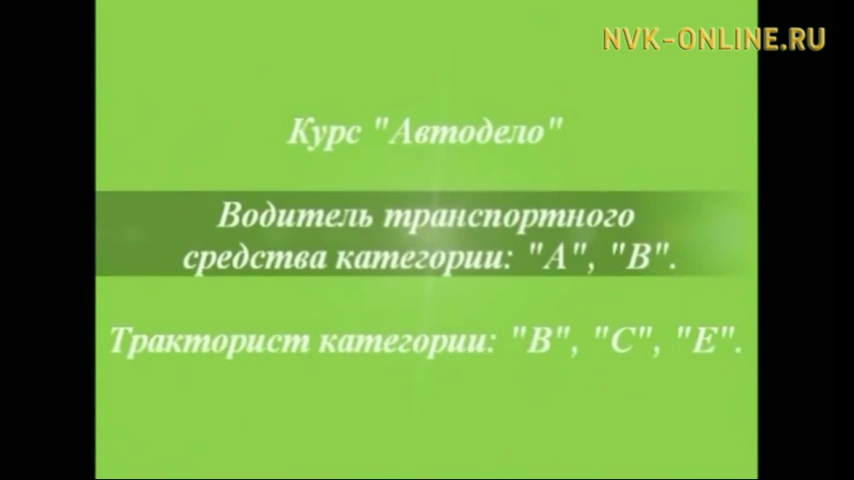 NVK-ONLINE.RU
Курс "Автодело"
Водитель транспортного
средства категории: "А", "В".
Тракторист категории: "В", "С", "Е".